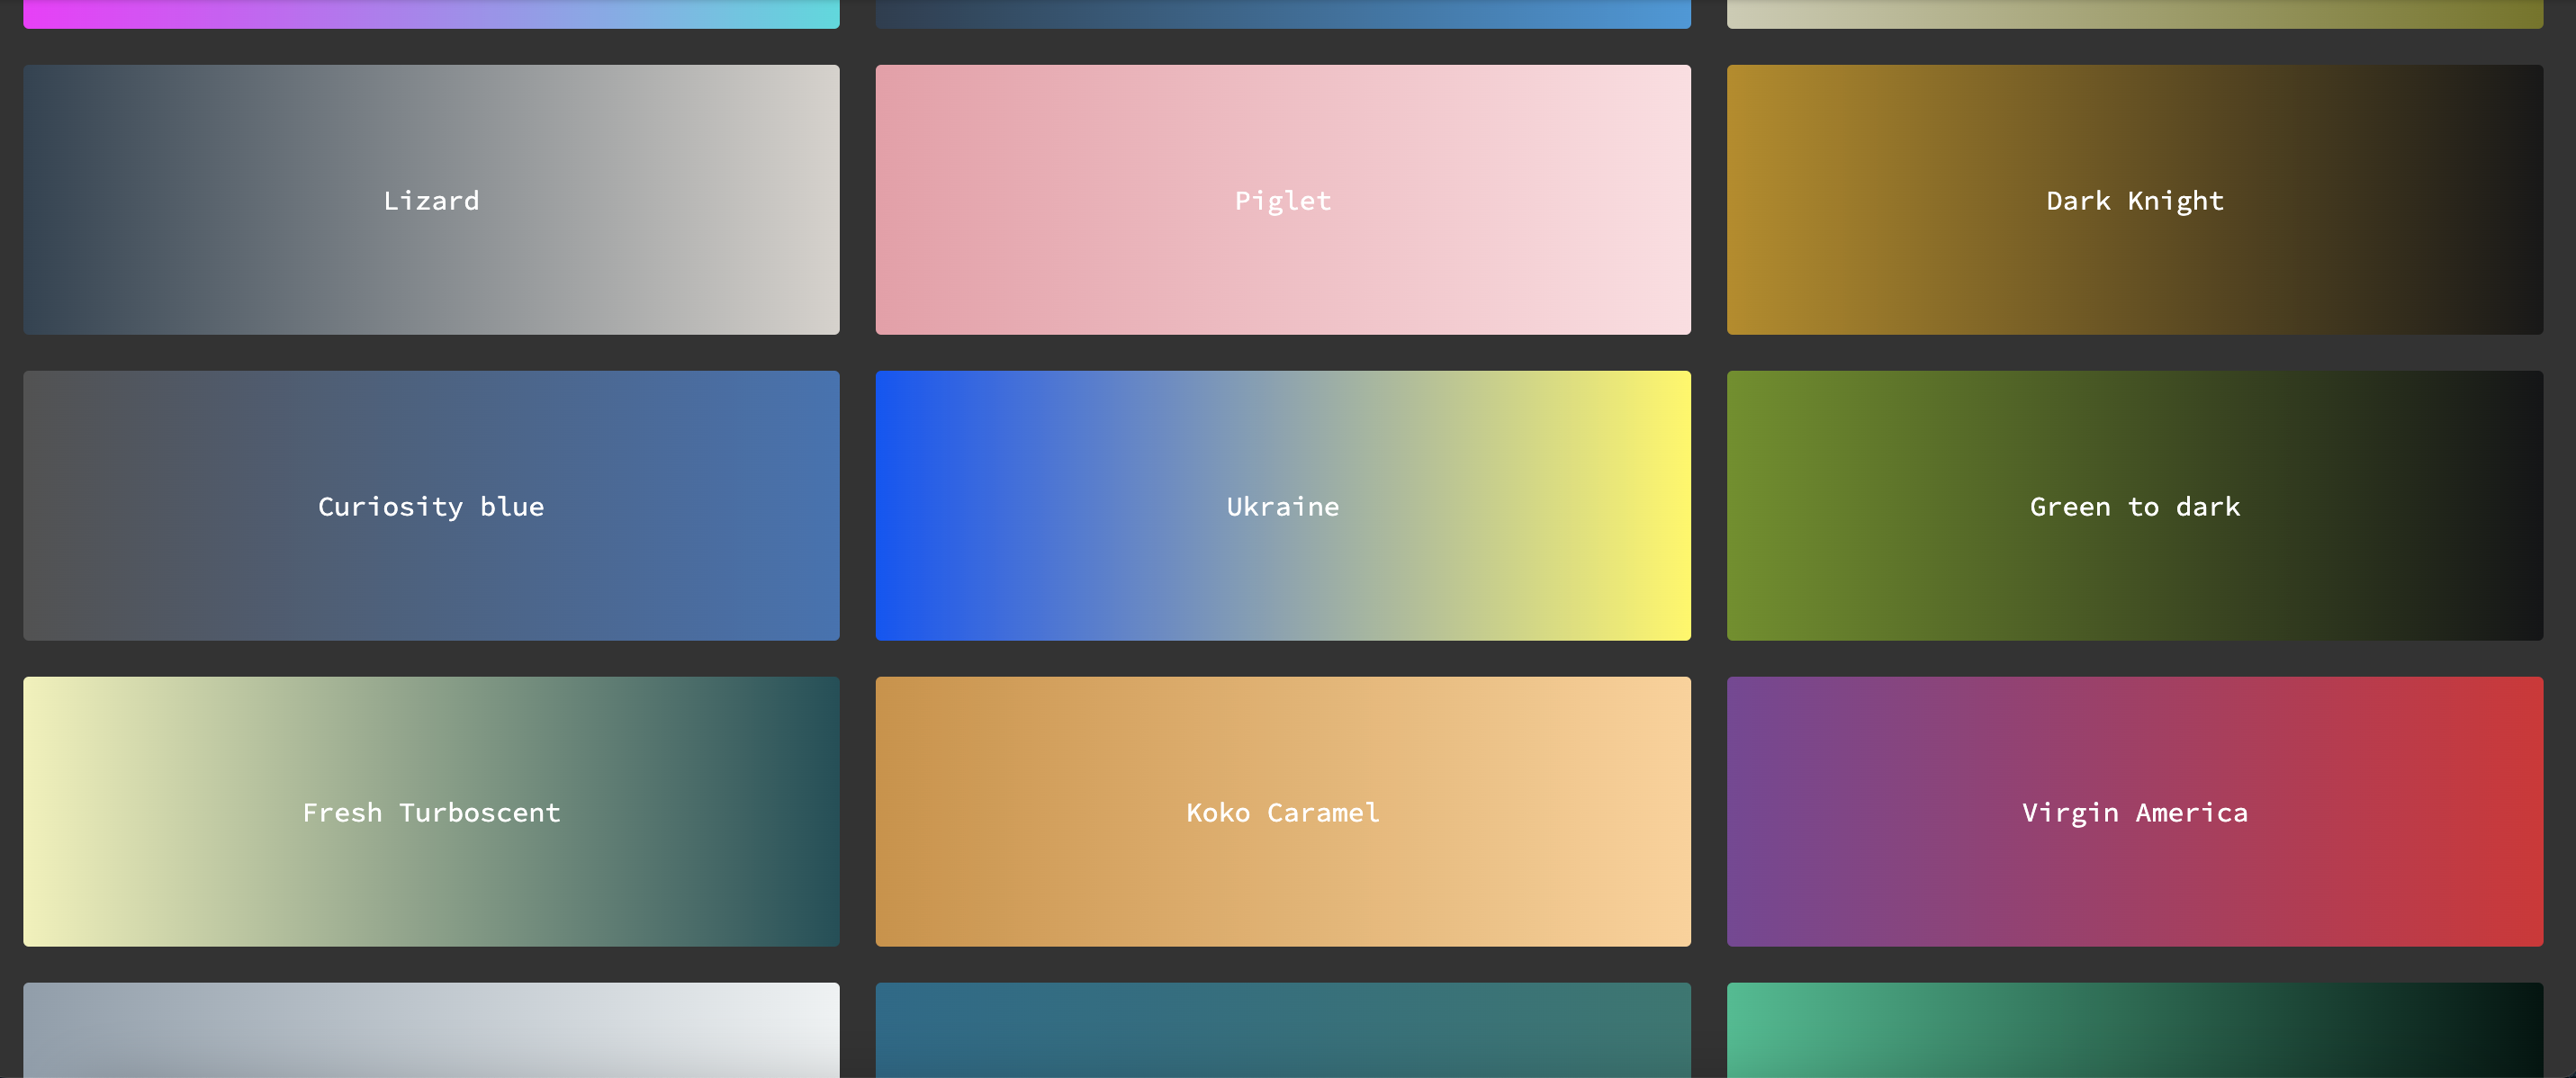 Lizard
Piglet
Dark Knight
Curiosity blue
Ukraine
Green to dark
Fresh Turboscent
Koko Caramel
Virgin America